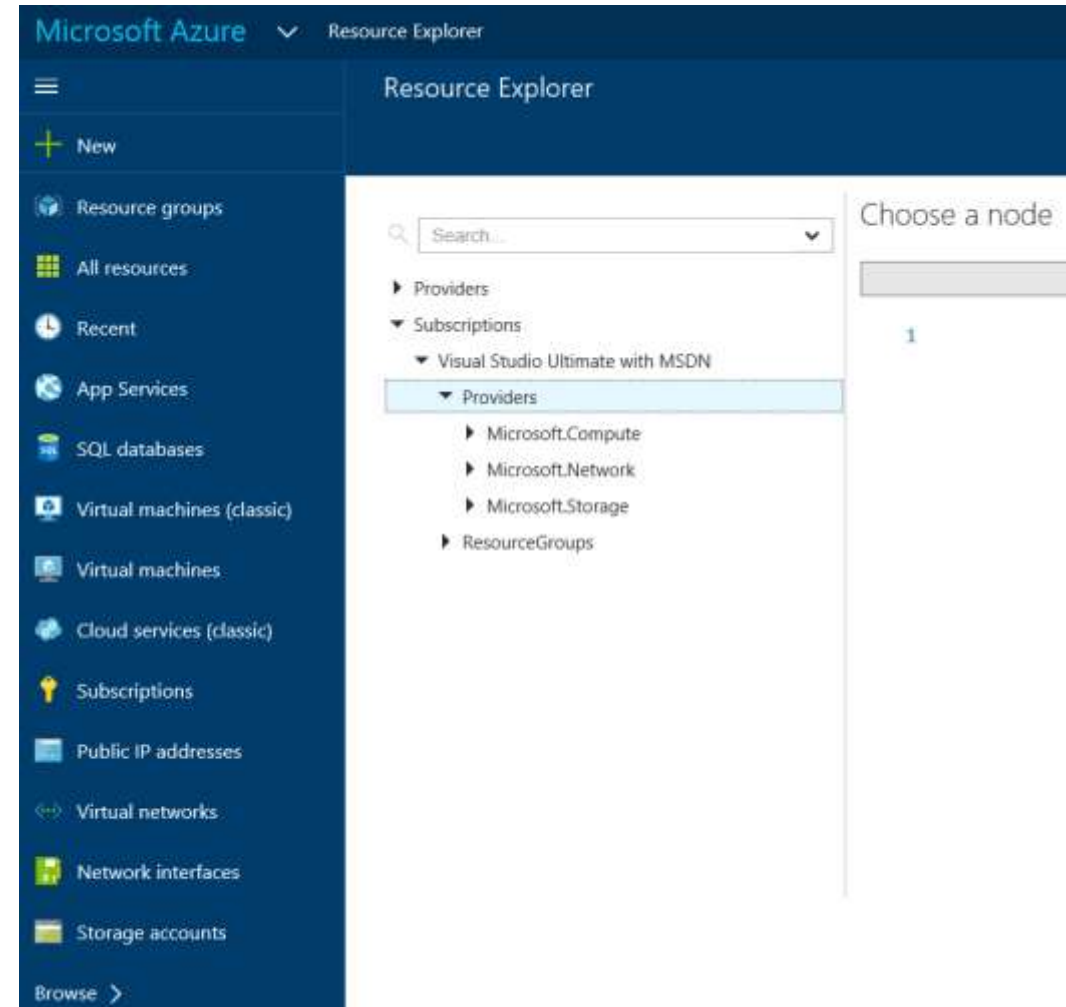 Microsoft Azure Resource Explorer
Resource Explorer
New
Resource groups
All resources
Recent
App Services
SQL databases
Virtual machines (classic)
Virtual machines
Cloud services (classic)
Subscriptions
Public IP addresses
Virtual networks
Network interfaces
Storage accounts
Browse >
Search...
Providers
Subscriptions
Visual Studio Ultimate with MSDN
Providers
Microsoft.Compute
Microsoft.Network
Microsoft.Storage
ResourceGroups
Choose a node
1